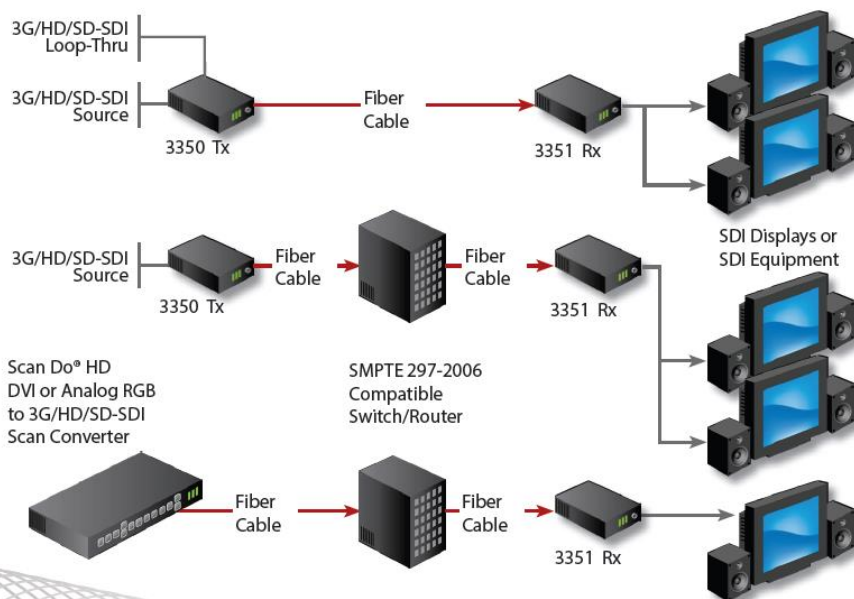 3G/HD/SD-SDI
Loop-Thru
3G/HD/SD-SDI
Source
3350 Tx
Fiber
Cable
3351 Rx
SDI Displays or
SDI Equipment
3G/HD/SD-SDI
Source
3350 Tx
Fiber
Cable
Fiber
Cable
3351 Rx
Scan Do® HD
DVI or Analog RGB
to 3G/HD/SD-SDI
Scan Converter
SMPTE 297-2006
Compatible
Switch/Router
Fiber
Cable
Fiber
Cable
3351 Rx